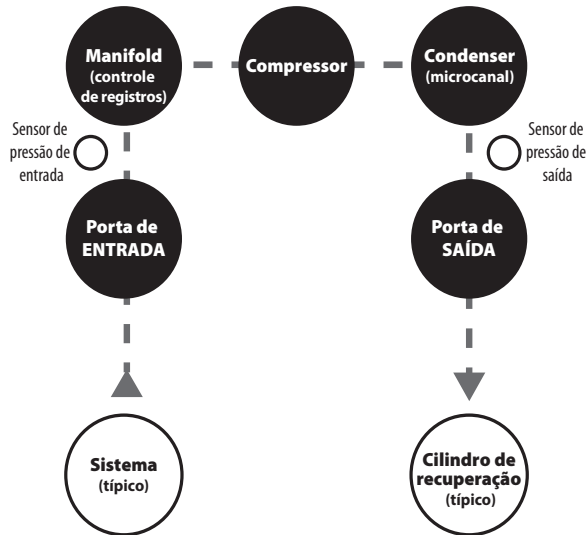 Manifold
(controle
de registros)
Compressor
Condenser
(microcanal)
Sensor de
pressão de
entrada
Sensor de
pressão de
saída
Porta de
ENTRADA
Porta de
SAÍDA
Sistema
(típico)
Cilindro de
recuperação
(típico)